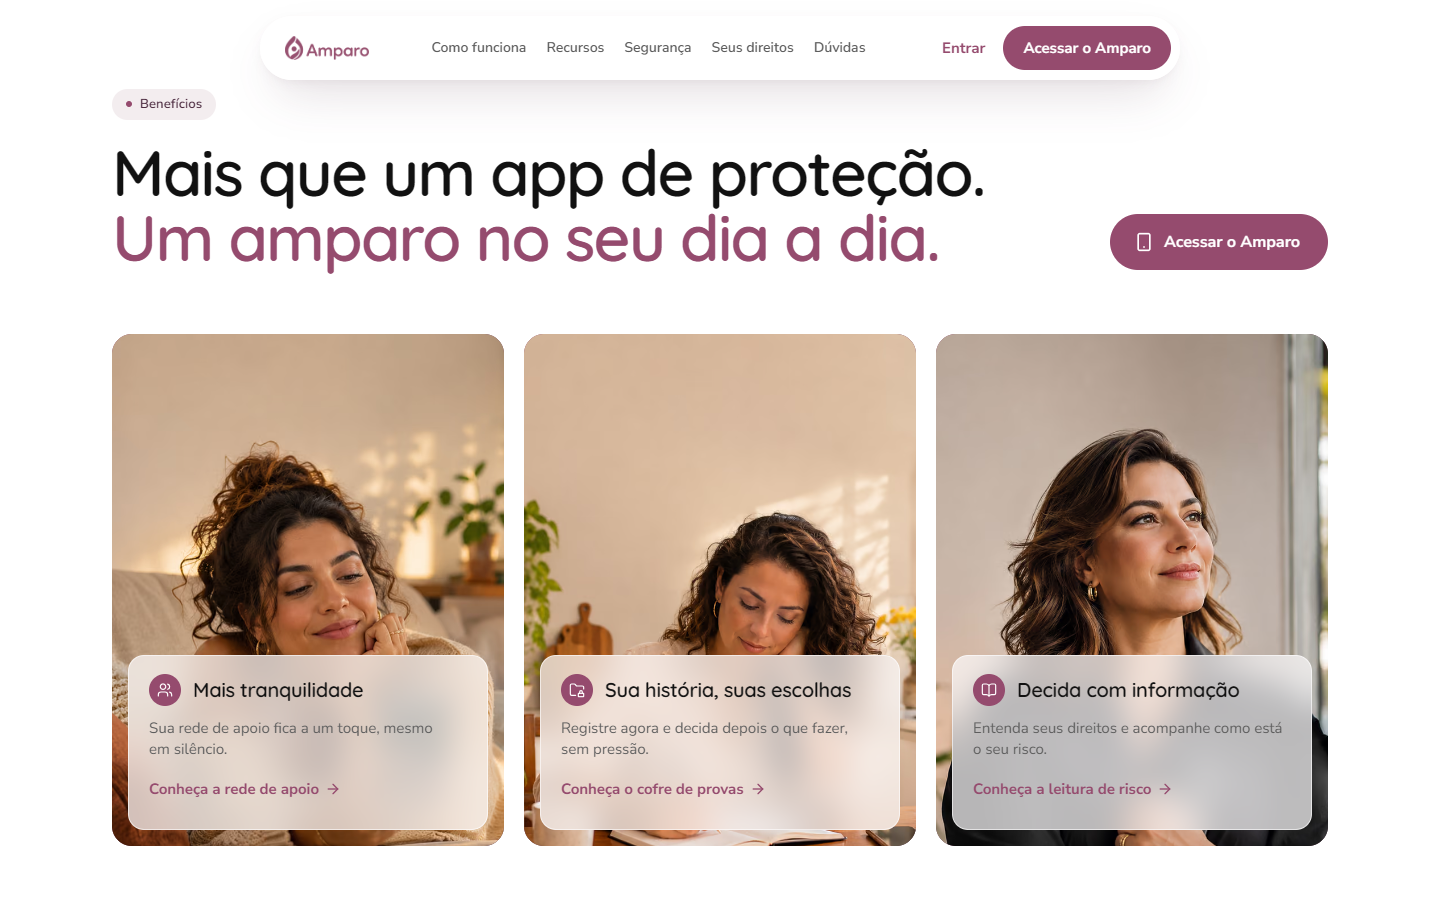 Amparo
Como funciona
Recursos
Segurança
Seus direitos
Dúvidas
Entrar
Acessar o Amparo
Benefícios
Mais que um app de proteção.
Um amparo no seu dia a dia.
Acessar o Amparo
Mais tranquilidade
Sua rede de apoio fica a um toque, mesmo
em silêncio.
Conheça a rede de apoio
Sua história, suas escolhas
Registre agora e decida depois o que fazer,
sem pressão.
Conheça o cofre de provas
Decida com informação
Entenda seus direitos e acompanhe como está
o seu risco.
Conheça a leitura de risco